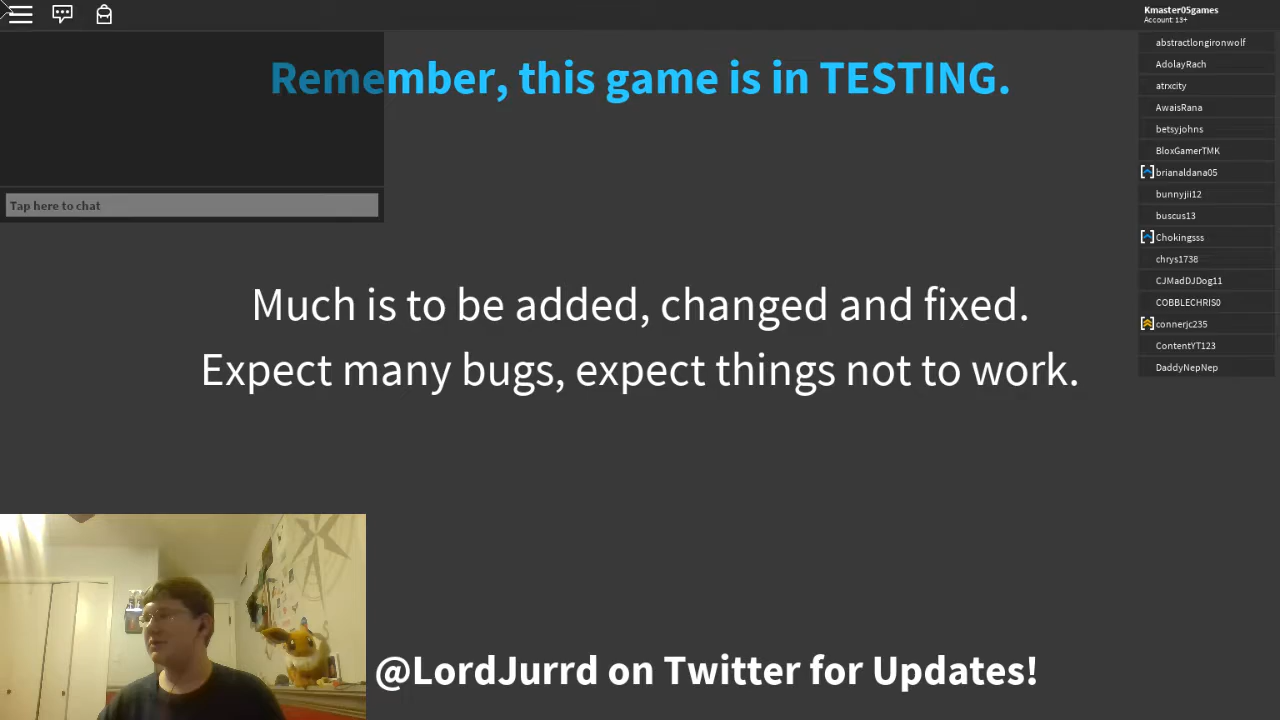 Kmaster05games
Account: 13+
Remember, this game is in TESTING.
Tap here to chat
Much is to be added, changed and fixed.
Expect many bugs, expect things not to work.
@LordJurrd on Twitter for Updates!
abstractlongironwolf
AdolayRach
atrxcity
AwaisRana
betsyjohns
BloxGamerTMK
brianaldana05
bunnyjii12
buscus13
Chokingsss
chrys1738
CJMadDJDog11
COBBLECHRIS0
connerjc235
ContentYT123
DaddyNepNep